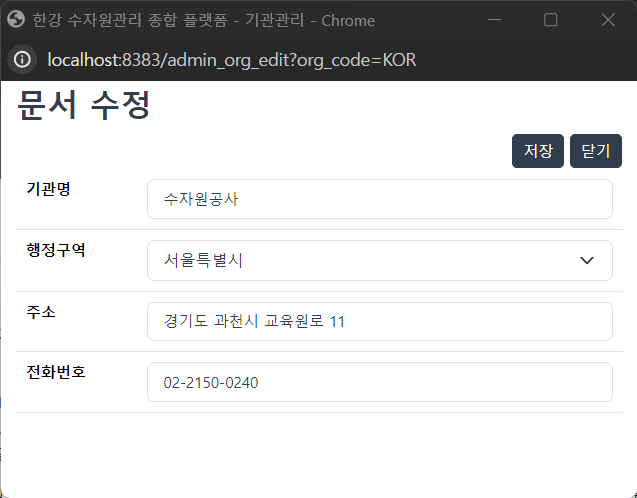 한강 수자원관리 종합 플랫폼 - 기관관리 - Chrome
localhost:8383/admin_org_edit?org_code=KOR
문서 수정
저장 닫기
기관명 수자원공사
행정구역 서울특별시
주소 경기도 과천시 교육원로 11
전화번호 02-2150-0240